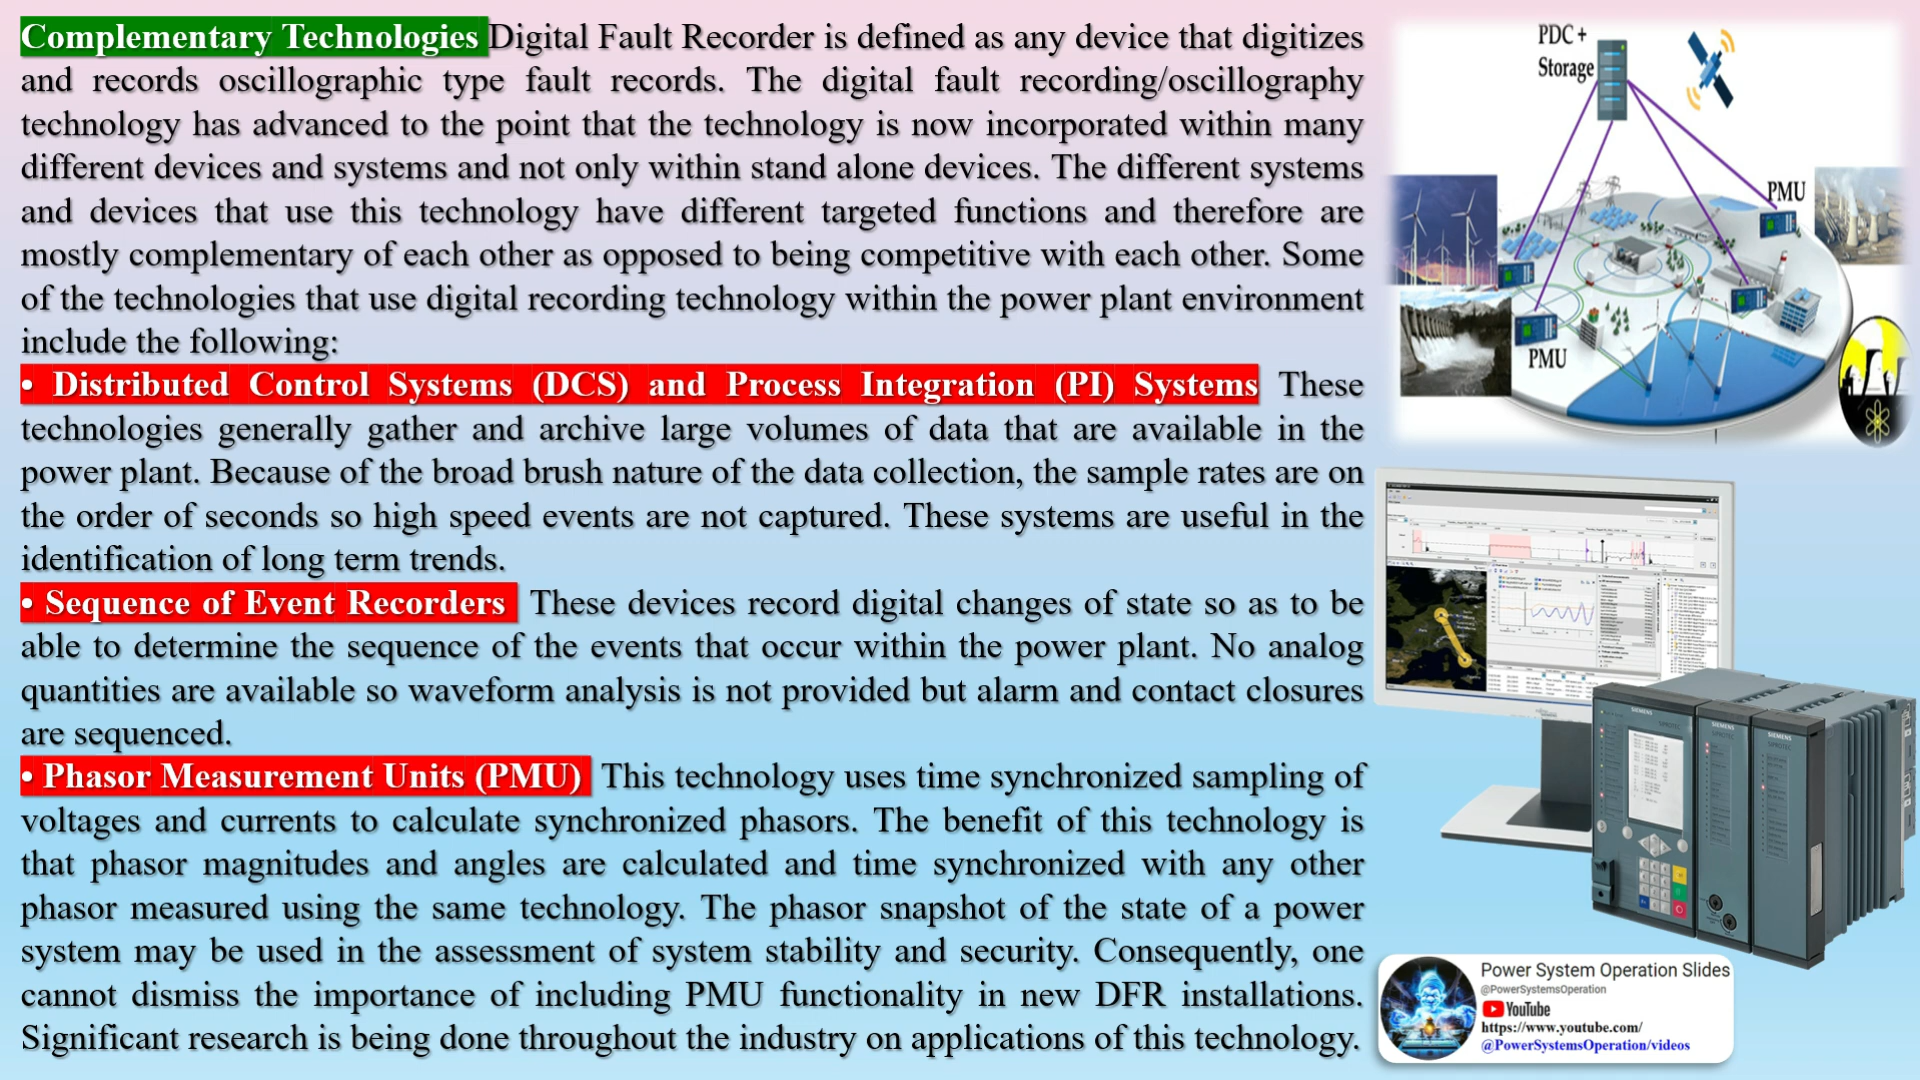 Complementary Technologies Digital Fault Recorder is defined as any device that digitizes
and records oscillographic type fault records. The digital fault recording/oscillography
technology has advanced to the point that the technology is now incorporated within many
different devices and systems and not only within stand alone devices. The different systems
and devices that use this technology have different targeted functions and therefore are
mostly complementary of each other as opposed to being competitive with each other. Some
of the technologies that use digital recording technology within the power plant environment
include the following:
• Distributed Control Systems (DCS) and Process Integration (PI) Systems These
technologies generally gather and archive large volumes of data that are available in the
power plant. Because of the broad brush nature of the data collection, the sample rates are on
the order of seconds so high speed events are not captured. These systems are useful in the
identification of long term trends.
• Sequence of Event Recorders These devices record digital changes of state so as to be
able to determine the sequence of the events that occur within the power plant. No analog
quantities are available so waveform analysis is not provided but alarm and contact closures
are sequenced.
• Phasor Measurement Units (PMU) This technology uses time synchronized sampling of
voltages and currents to calculate synchronized phasors. The benefit of this technology is
that phasor magnitudes and angles are calculated and time synchronized with any other
phasor measured using the same technology. The phasor snapshot of the state of a power
system may be used in the assessment of system stability and security. Consequently, one
cannot dismiss the importance of including PMU functionality in new DFR installations.
Significant research is being done throughout the industry on applications of this technology.
PDC +
Storage
PMU
PMU
SIEMENS
SIEMENS
SIEMENS
SIPROTEC
Power System Operation Slides
@PowerSystemsOperation
YouTube
https://www.youtube.com/
@PowerSystemsOperation/videos